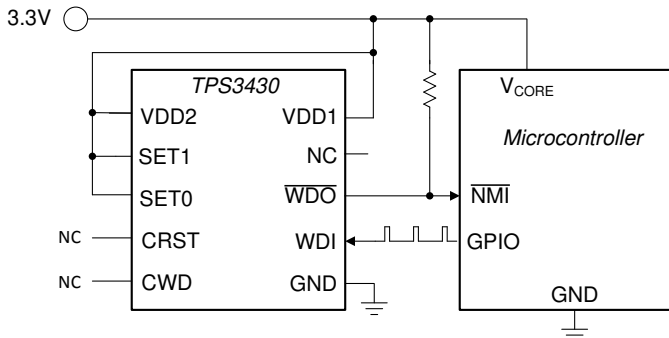 3.3V
TPS3430
VDD2
SET1
SET0
CRST
CWD
VDD1
NC
WDO
WDI
GND
NC
NC
VCORE
Microcontroller
NMI
GPIO
GND